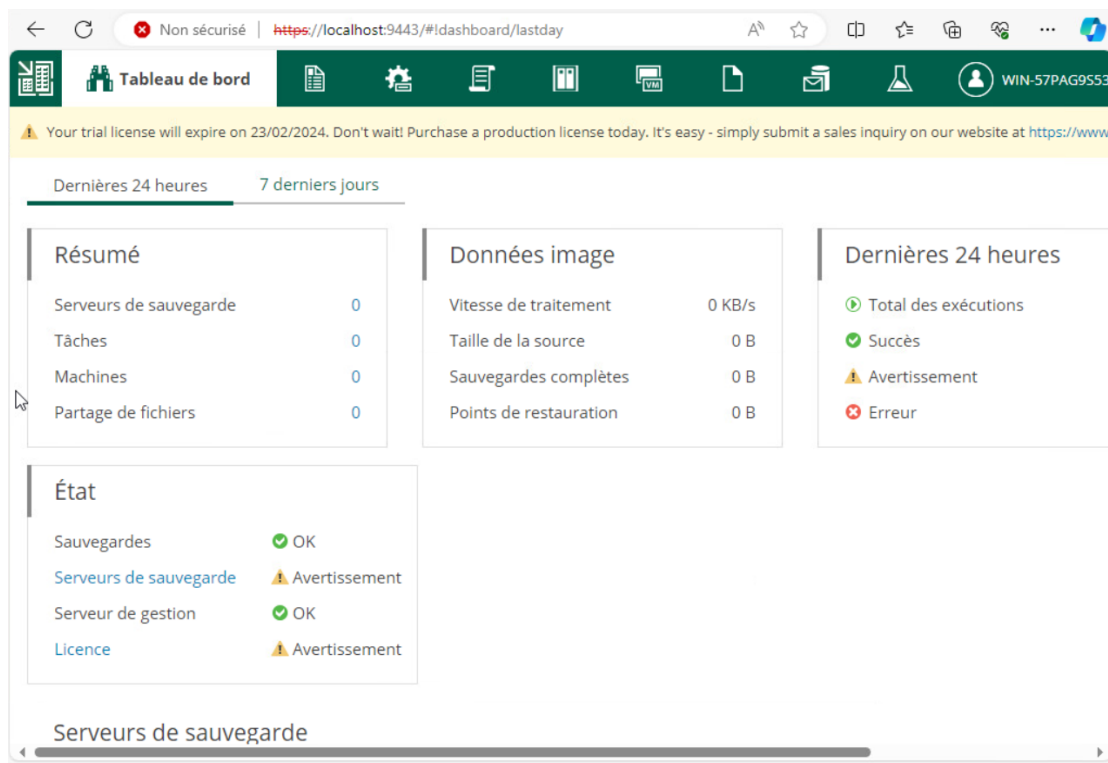 Non sécurisé https://localhost:9443/#!dashboard/lastday
Tableau de bord VM WIN-57PAG9S53
Your trial license will expire on 23/02/2024. Don't wait! Purchase a production license today. It's easy - simply submit a sales inquiry on our website at https://www
Dernières 24 heures 7 derniers jours
Résumé
Serveurs de sauvegarde 0
Tâches 0
Machines 0
Partage de fichiers 0
Données image
Vitesse de traitement 0 KB/s
Taille de la source 0 B
Sauvegardes complètes 0 B
Points de restauration 0 B
Dernières 24 heures
Total des exécutions
Succès
Avertissement
Erreur
État
Sauvegardes OK
Serveurs de sauvegarde Avertissement
Serveur de gestion OK
Licence Avertissement
Serveurs de sauvegarde